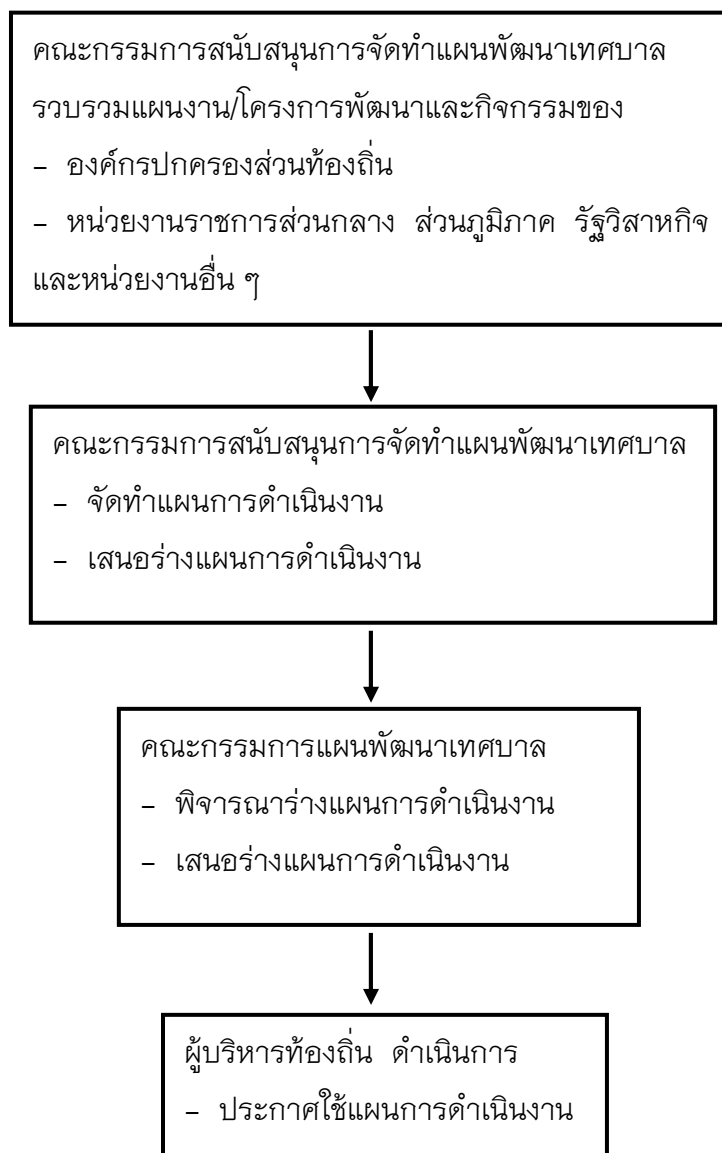 คณะกรรมการสนับสนุนการจัดทำแผนพัฒนาเทศบาล
รวบรวมแผนงาน/โครงการพัฒนาและกิจกรรมของ
- องค์กรปกครองส่วนท้องถิ่น
- หน่วยงานราชการส่วนกลาง ส่วนภูมิภาค รัฐวิสาหกิจ
และหน่วยงานอื่น ๆ
คณะกรรมการสนับสนุนการจัดทำแผนพัฒนาเทศบาล
- จัดทำแผนการดำเนินงาน
- เสนอร่างแผนการดำเนินงาน
คณะกรรมการแผนพัฒนาเทศบาล
- พิจารณาร่างแผนการดำเนินงาน
- เสนอร่างแผนการดำเนินงาน
ผู้บริหารท้องถิ่น ดำเนินการ
- ประกาศใช้แผนการดำเนินงาน